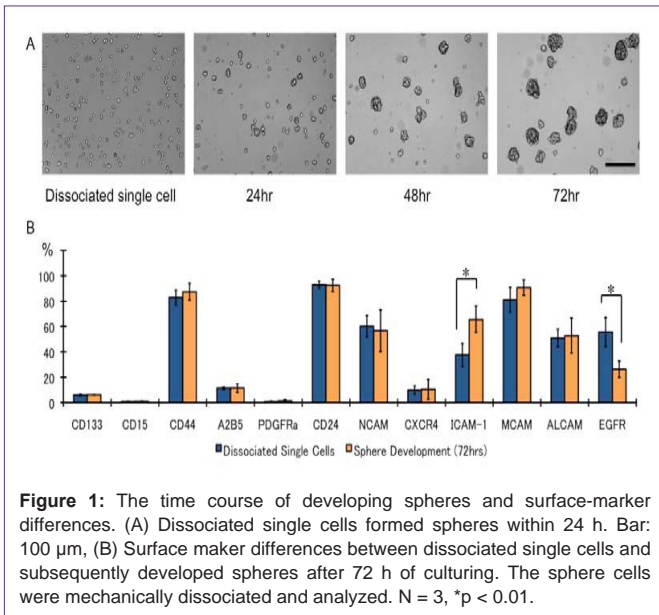 A
Dissociated single cell 24hr 48hr 72hr
B
%
100
80
60
40
20
0
CD133 CD15 CD44 A2B5 PDGFRa CD24 NCAM CXCR4 ICAM-1 MCAM ALCAM EGFR
* *
Dissociated Single Cells Sphere Development (72hrs)
Figure 1: The time course of developing spheres and surface-marker
differences. (A) Dissociated single cells formed spheres within 24 h. Bar:
100 µm, (B) Surface maker differences between dissociated single cells and
subsequently developed spheres after 72 h of culturing. The sphere cells
were mechanically dissociated and analyzed. N = 3, *p < 0.01.